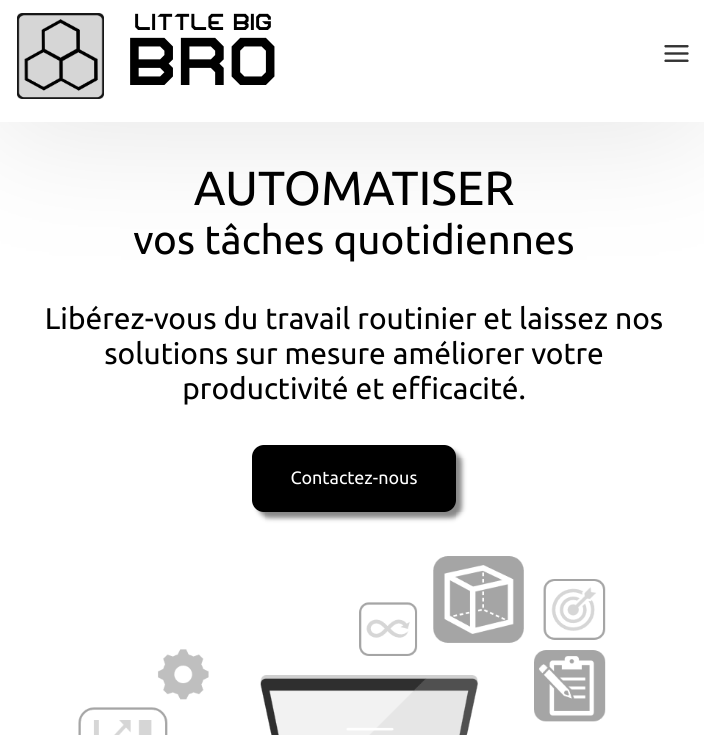 LITTLE BIG
BRO
AUTOMATISER
vos tâches quotidiennes
Libérez-vous du travail routinier et laissez nos
solutions sur mesure améliorer votre
productivité et efficacité.
Contactez-nous